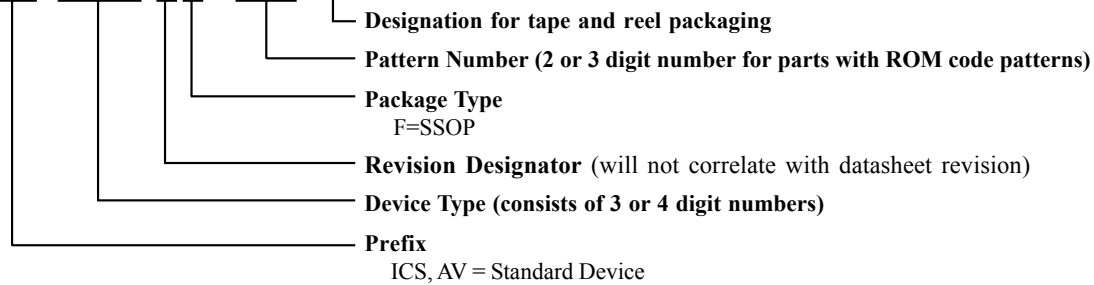 Designation for tape and reel packaging
Pattern Number (2 or 3 digit number for parts with ROM code patterns)
Package Type
F=SSOP
Revision Designator (will not correlate with datasheet revision)
Device Type (consists of 3 or 4 digit numbers)
Prefix
ICS, AV = Standard Device